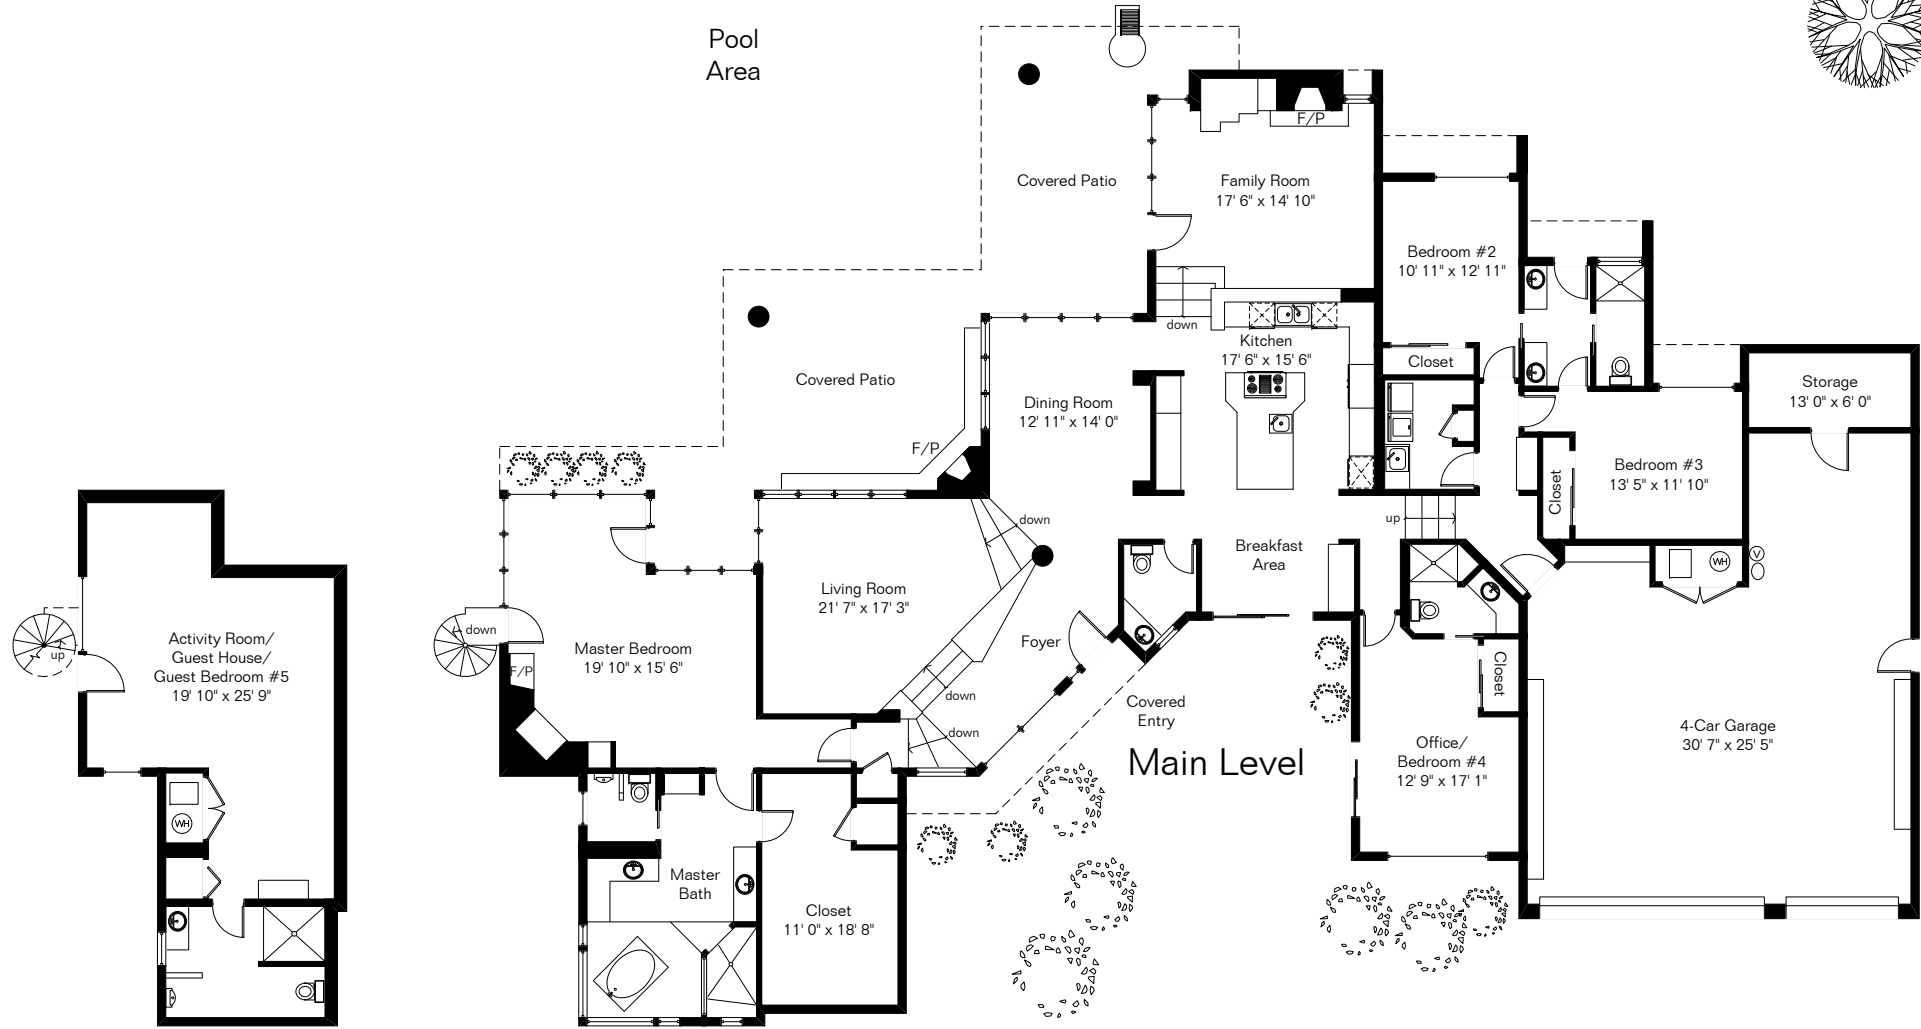 Pool
Area
F/P
Covered Patio
Family Room
17' 6" x 14' 10"
Bedroom #2
10' 11" x 12' 11"
down
Kitchen
17' 6" x 15' 6"
Closet
Covered Patio
Dining Room
12' 11" x 14' 0"
Storage
13' 0" x 6' 0"
F/P
Bedroom #3
13' 5" x 11' 10"
Closet
down
up
Breakfast
Area
WH
V
Living Room
21' 7" x 17' 3"
down
Foyer
Master Bedroom
19' 10" x 15' 6"
F/P
Activity Room/
Guest House/
Guest Bedroom #5
19' 10" x 25' 9"
up
Closet
down
Covered
Entry
down
Main Level
Office/
Bedroom #4
12' 9" x 17' 1"
4-Car Garage
30' 7" x 25' 5"
WH
Master
Bath
Closet
11' 0" x 18' 8"